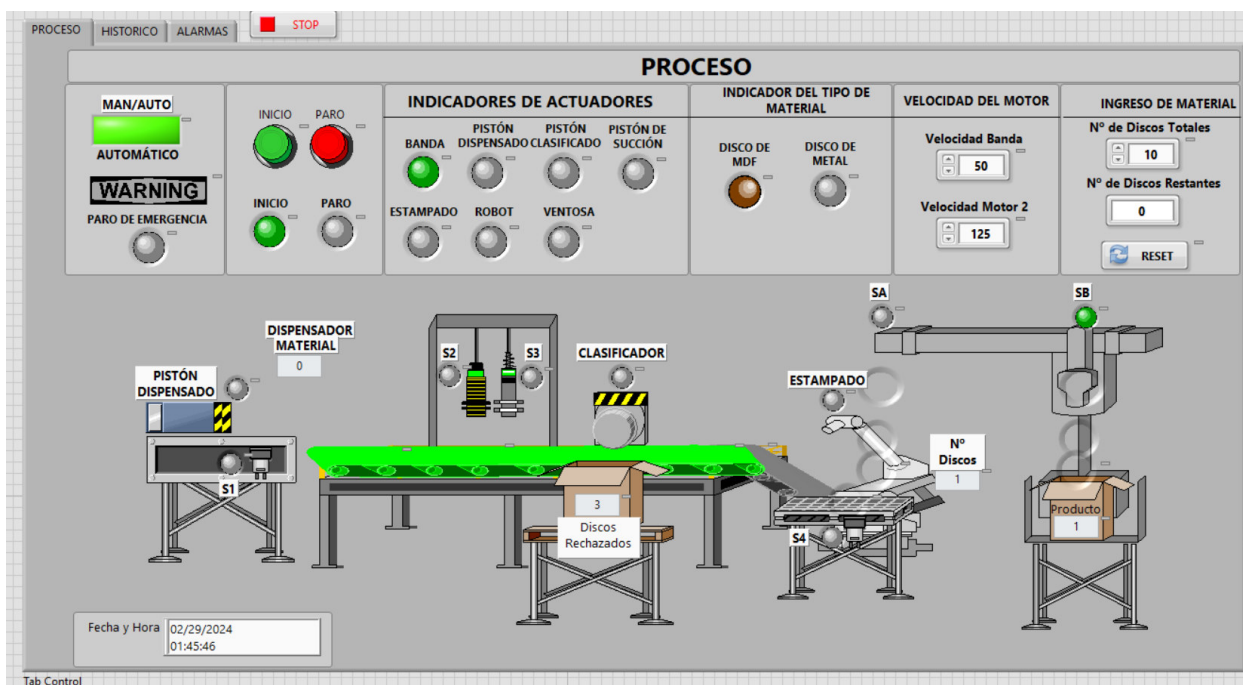 PROCESO HISTORICO ALARMAS STOP
PROCESO
MAN/AUTO
AUTOMÁTICO
WARNING
PARO DE EMERGENCIA
INICIO PARO
INICIO PARO
INDICADORES DE ACTUADORES
BANDA
PISTÓN
DISPENSADO
PISTÓN
CLASIFICADO
PISTÓN DE
SUCCIÓN
ESTAMPADO ROBOT VENTOSA
INDICADOR DEL TIPO DE
MATERIAL
DISCO DE
MDF
DISCO DE
METAL
VELOCIDAD DEL MOTOR
Velocidad Banda
50
Velocidad Motor 2
125
INGRESO DE MATERIAL
Nº de Discos Totales
10
Nº de Discos Restantes
0
RESET
DISPENSADOR
MATERIAL
0
PISTÓN
DISPENSADO
S1
S2
S3
CLASIFICADOR
3
Discos
Rechazados
ESTAMPADO
S4
Nº
Discos
1
SA
SB
Producto
1
Fecha y Hora
02/29/2024
01:45:46
Tab Control